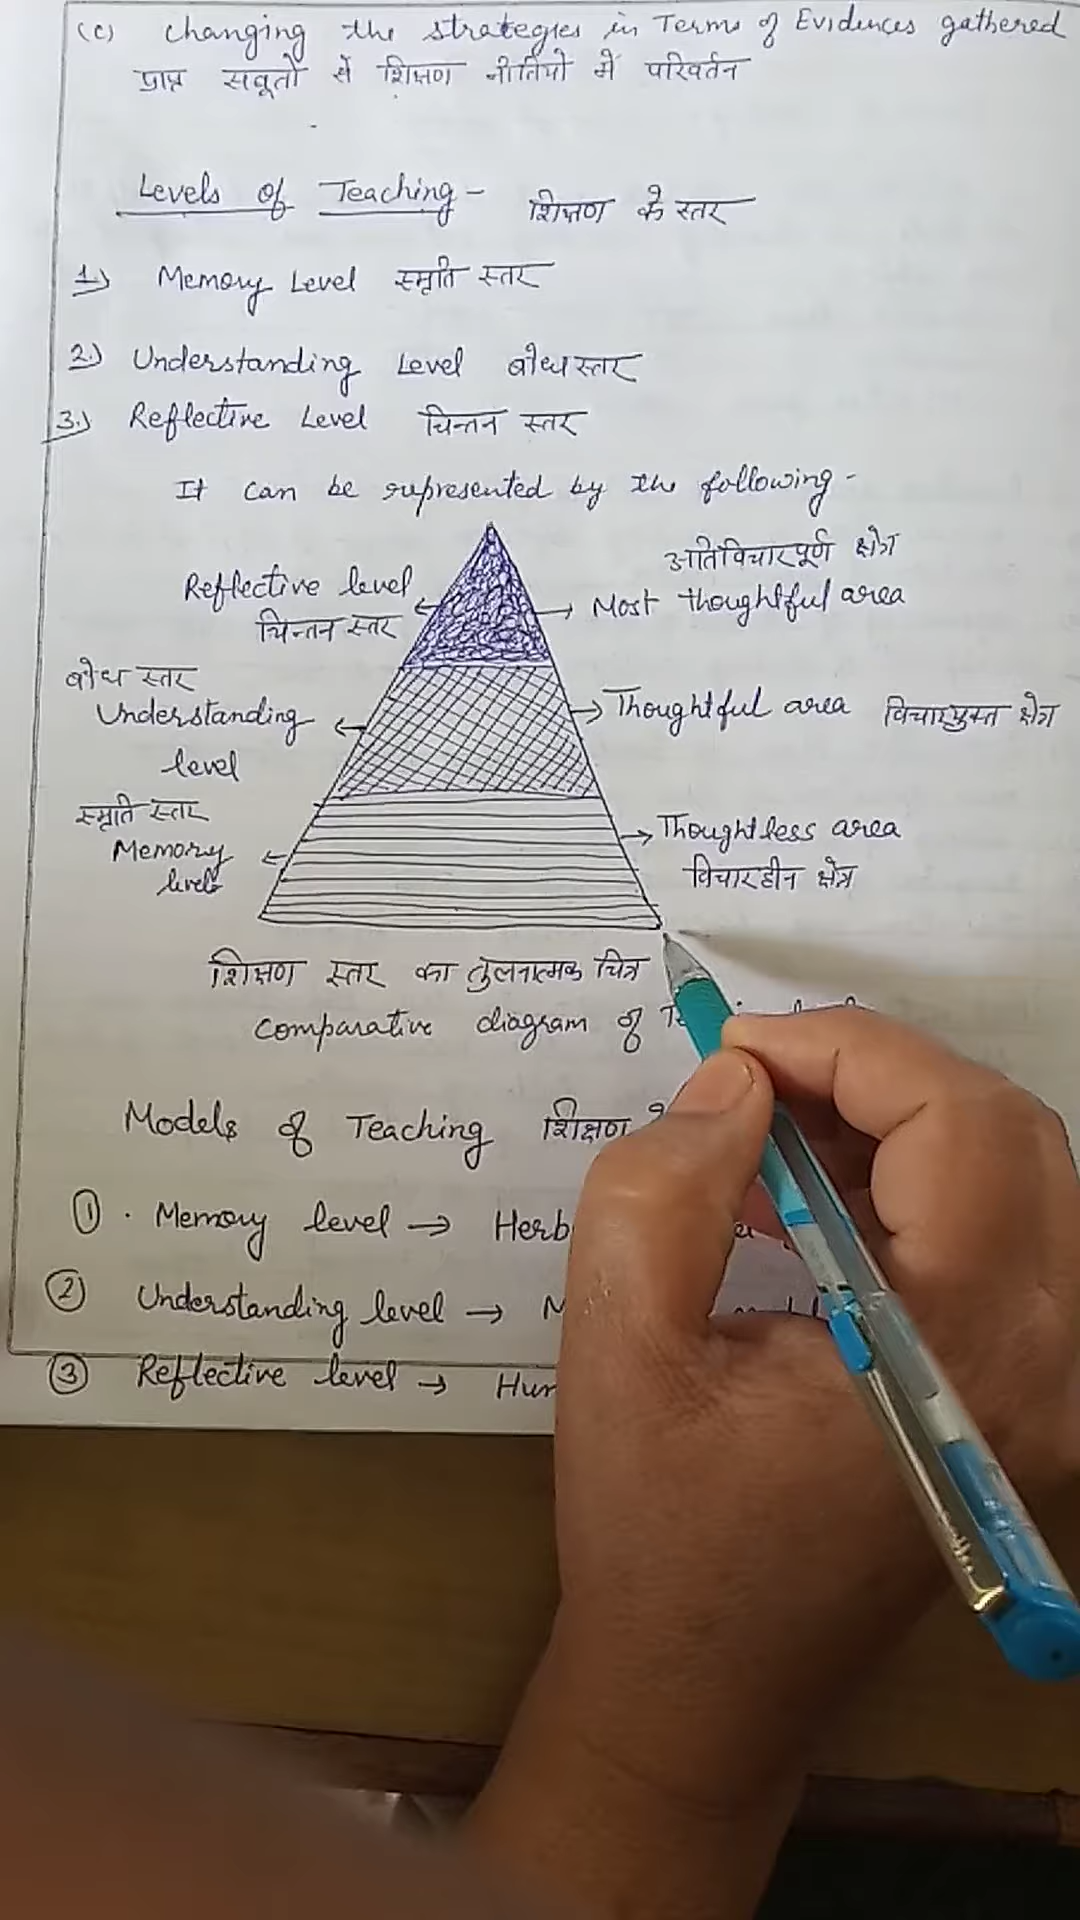 (c) changing the strategies in Terms of Evidences gathered
प्राप्त सबूतों से शिक्षण नीतियों में परिवर्तन
Levels of Teaching - शिक्षण के स्तर
1.) Memory Level स्मृति स्तर
2.) Understanding Level बोध स्तर
3.) Reflective Level चिन्तन स्तर
It can be represented by the following -
अतिविचारपूर्ण क्षेत्र
Reflective level
Most thoughtful area
चिन्तन स्तर
बोध स्तर
Understanding
level
Thoughtful area विचारयुक्त क्षेत्र
स्मृति स्तर
Memory
level
Thoughtless area
विचारहीन क्षेत्र
शिक्षण स्तर का तुलनात्मक चित्र
Comparative diagram of
Models of Teaching शिक्षण
① Memory level → Herb
② Understanding level → M
③ Reflective level → Hun